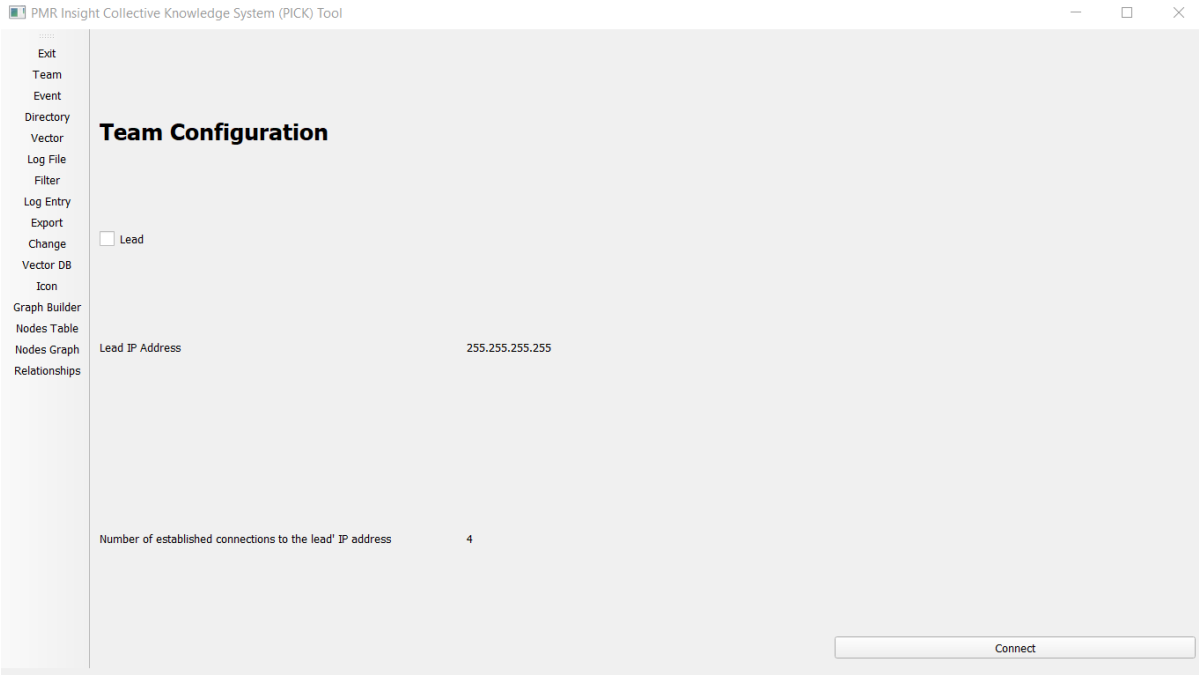 PMR Insight Collective Knowledge System (PICK) Tool
Exit
Team
Event
Directory
Vector
Log File
Filter
Log Entry
Export
Change
Vector DB
Icon
Graph Builder
Nodes Table
Nodes Graph
Relationships
Team Configuration
Lead
Lead IP Address 255.255.255.255
Number of established connections to the lead' IP address 4
Connect